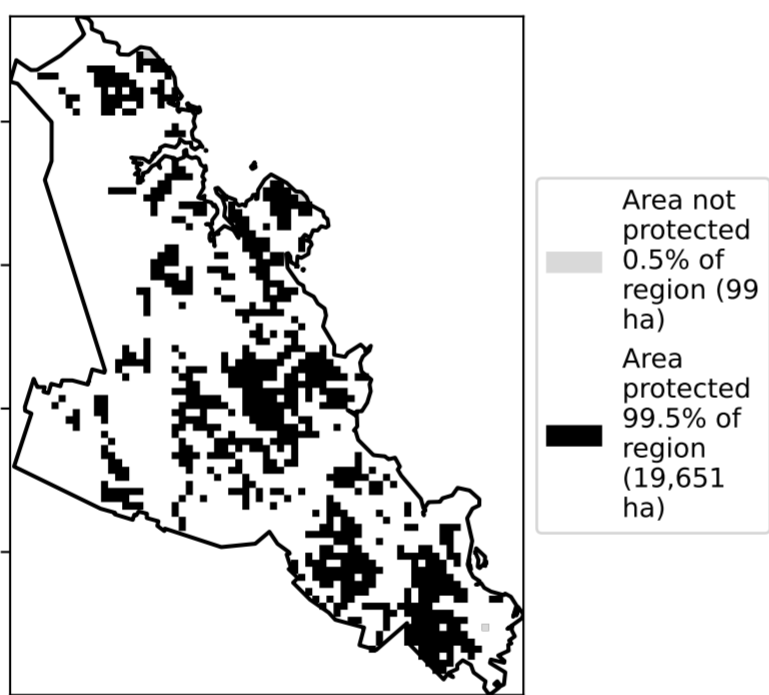 Area not
protected
0.5% of
region (99
ha)
Area
protected
99.5% of
region
(19,651
ha)